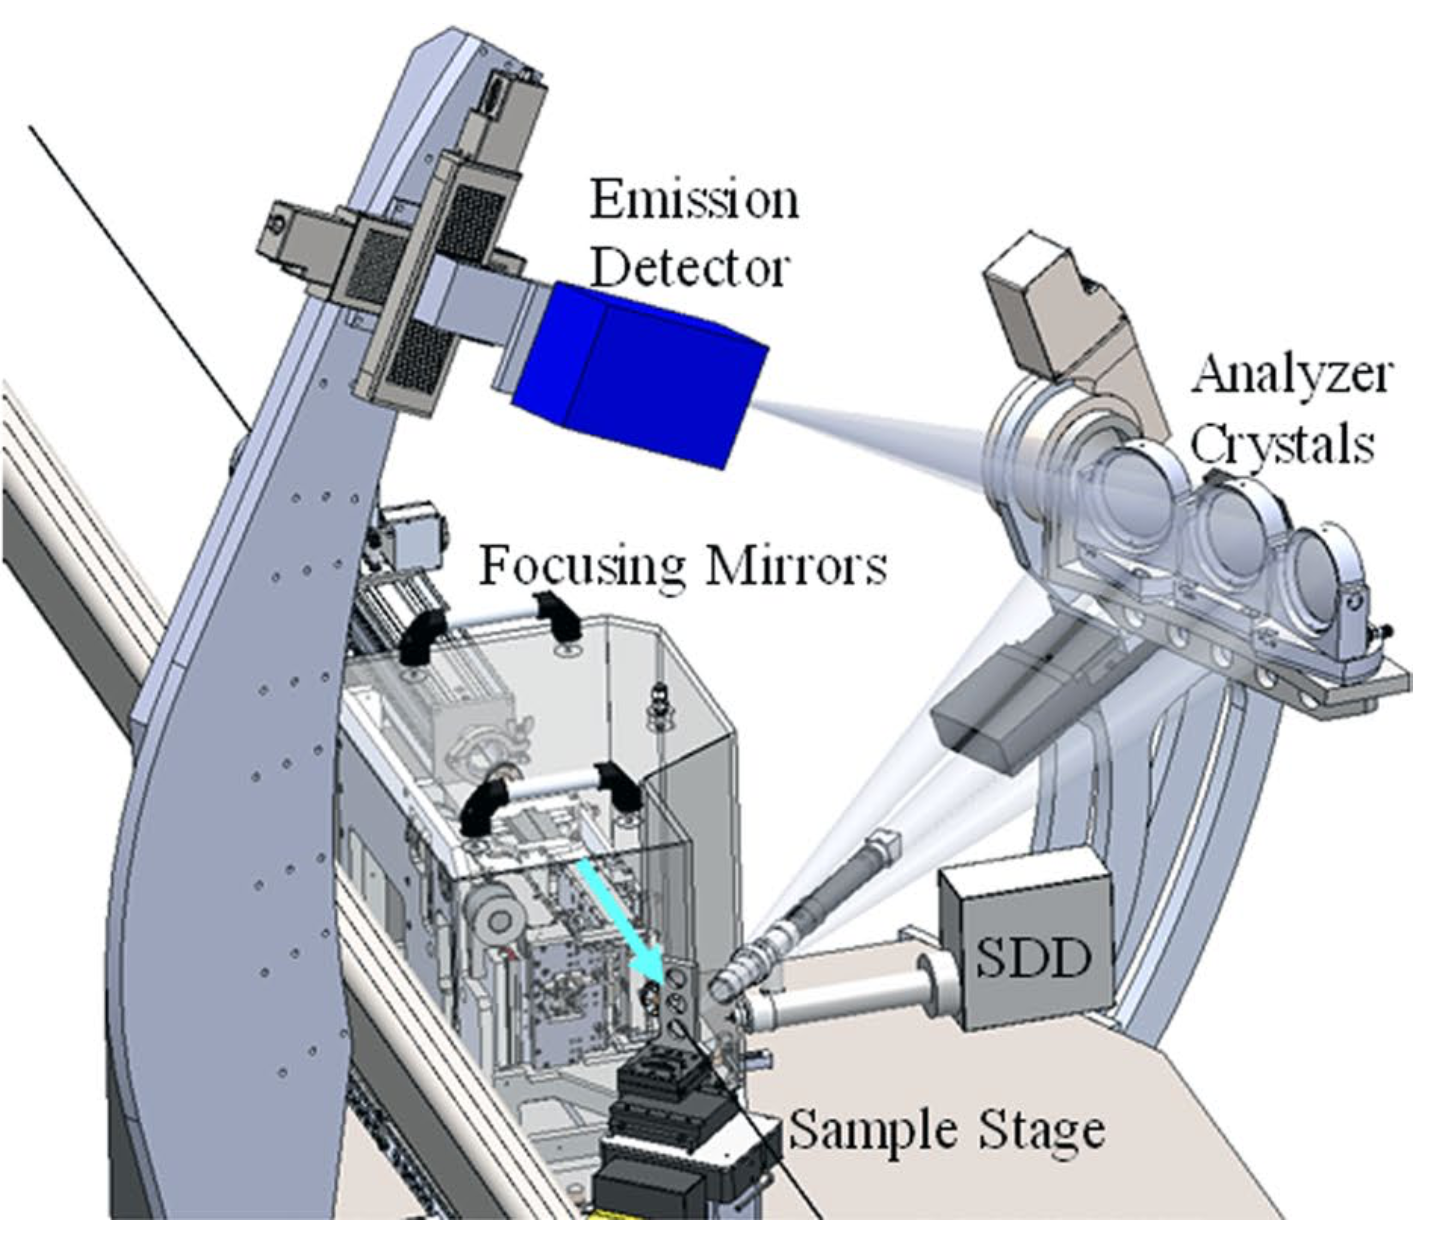 Emission
Detector
Analyzer
Crystals
Focusing Mirrors
SDD
Sample Stage